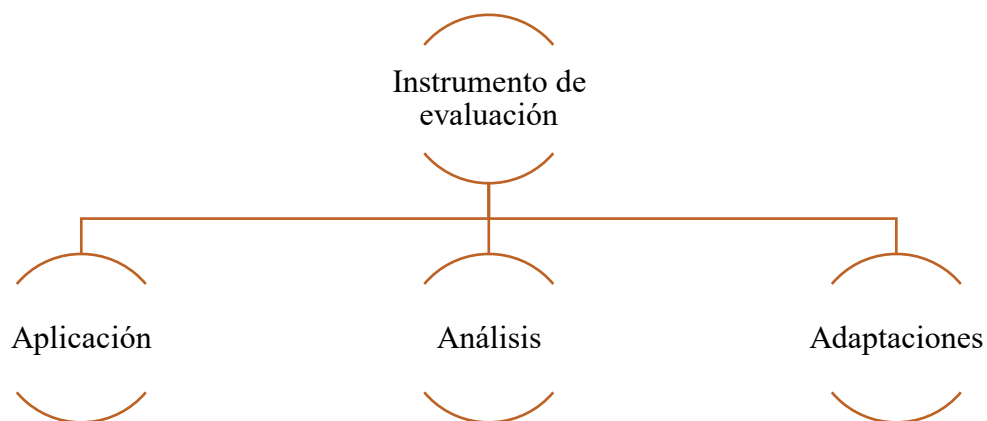 Instrumento de
evaluación
Aplicación
Análisis
Adaptaciones